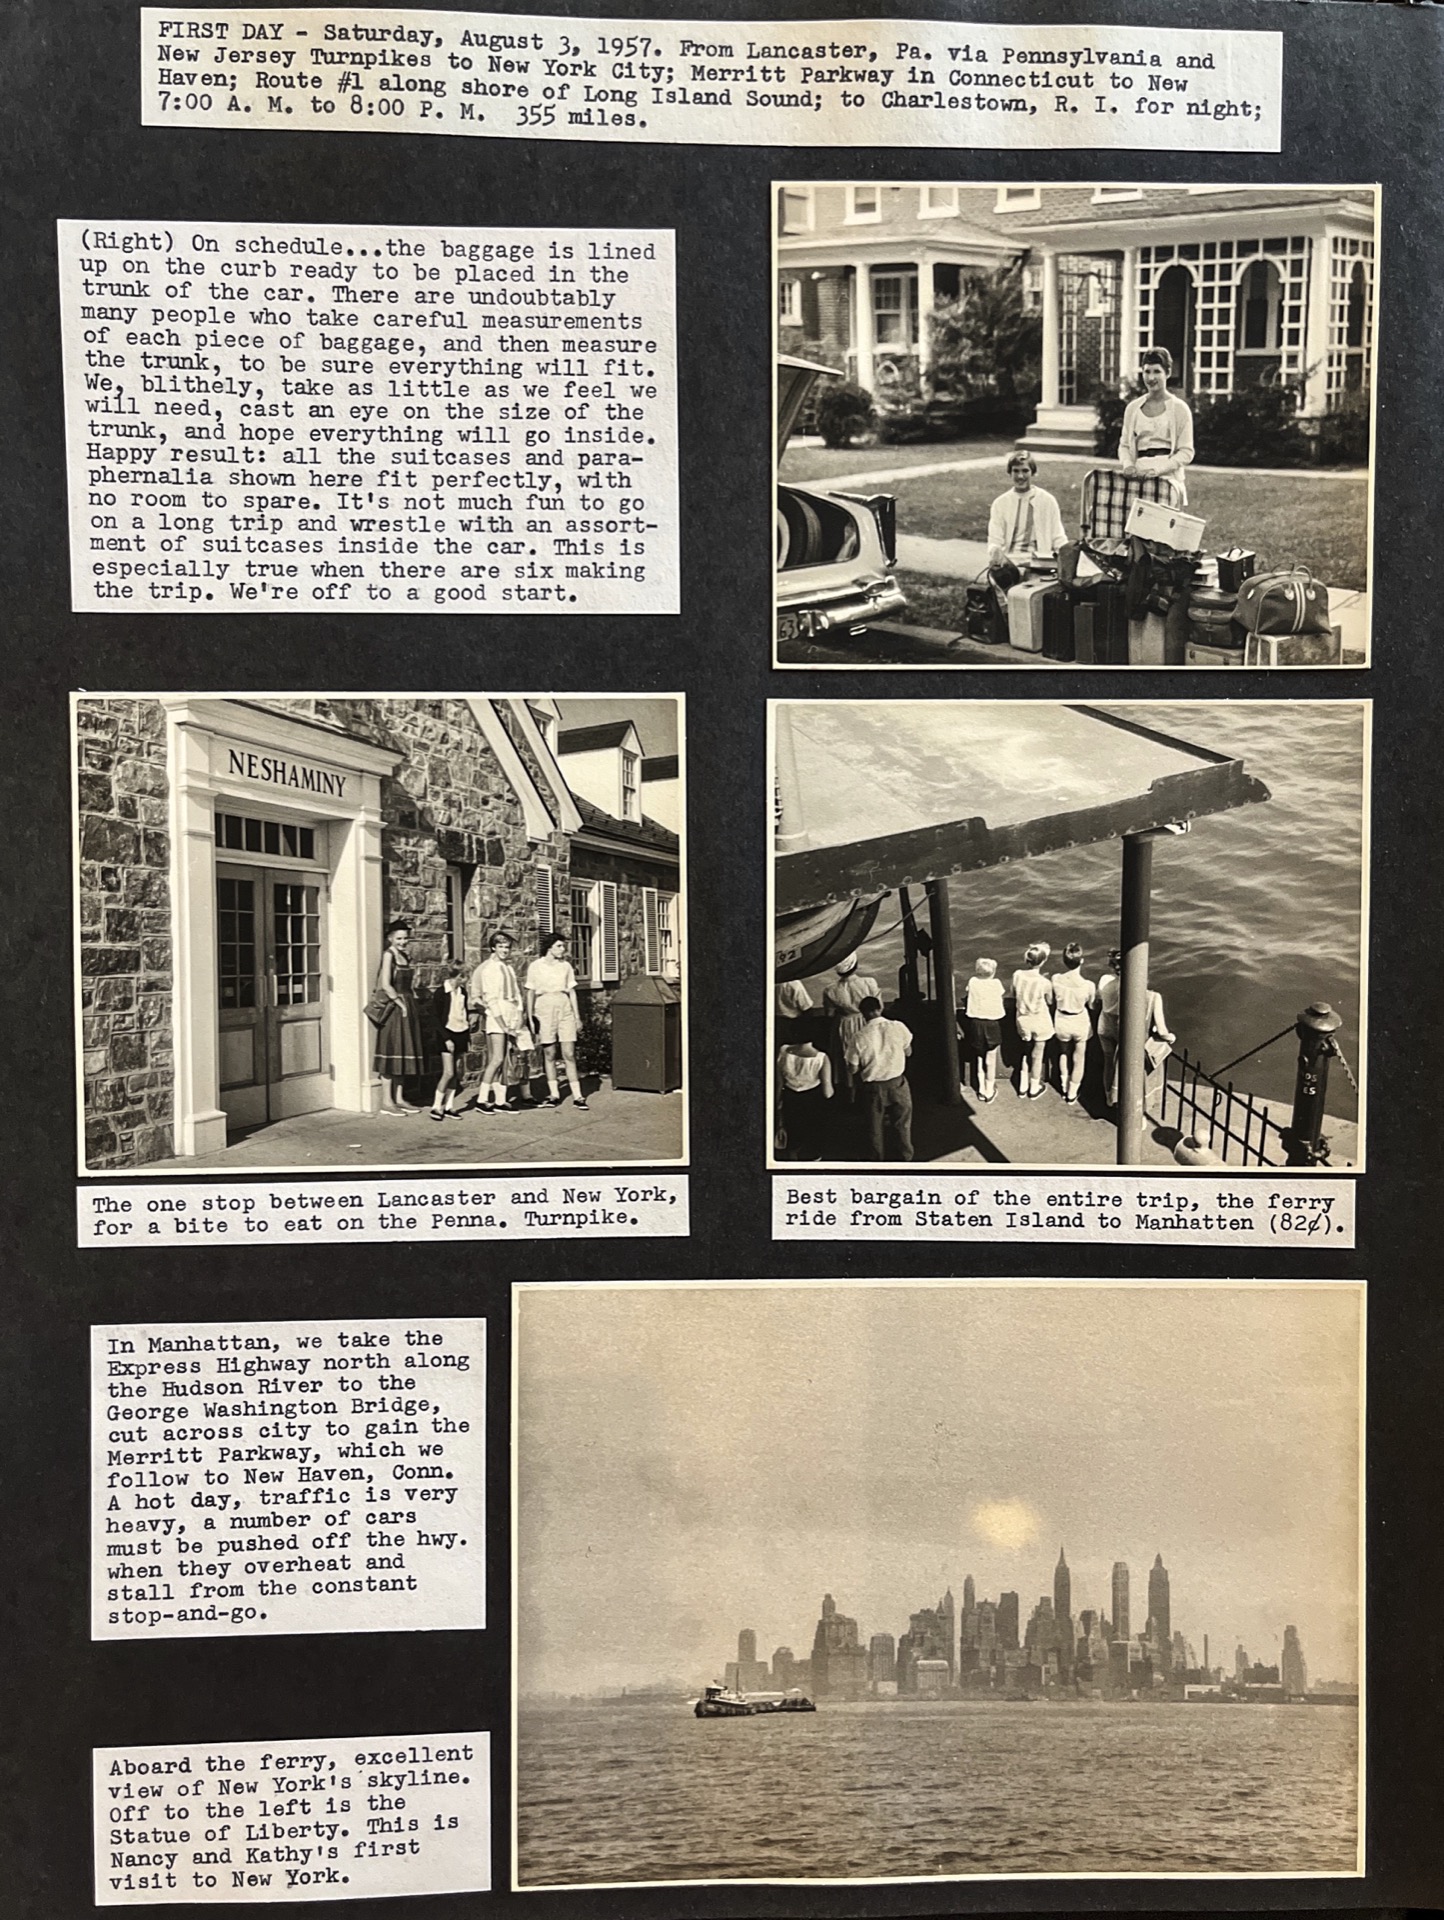 FIRST DAY - Saturday, August 3, 1957. From Lancaster, Pa. via Pennsylvania and
New Jersey Turnpikes to New York City; Merritt Parkway in Connecticut to New
Haven; Route #1 along shore of Long Island Sound; to Charlestown, R. I. for night;
7:00 A. M. to 8:00 P. M. 355 miles.
(Right) On schedule...the baggage is lined
up on the curb ready to be placed in the
trunk of the car. There are undoubtably
many people who take careful measurements
of each piece of baggage, and then measure
the trunk, to be sure everything will fit.
We, blithely, take as little as we feel we
will need, cast an eye on the size of the
trunk, and hope everything will go inside.
Happy result: all the suitcases and para-
phernalia shown here fit perfectly, with
no room to spare. It's not much fun to go
on a long trip and wrestle with an assort-
ment of suitcases inside the car. This is
especially true when there are six making
the trip. We're off to a good start.
NESHAMINY
The one stop between Lancaster and New York,
for a bite to eat on the Penna. Turnpike.
Best bargain of the entire trip, the ferry
ride from Staten Island to Manhatten (82¢).
In Manhattan, we take the
Express Highway north along
the Hudson River to the
George Washington Bridge,
cut across city to gain the
Merritt Parkway, which we
follow to New Haven, Conn.
A hot day, traffic is very
heavy, a number of cars
must be pushed off the hwy.
when they overheat and
stall from the constant
stop-and-go.
Aboard the ferry, excellent
view of New York's skyline.
Off to the left is the
Statue of Liberty. This is
Nancy and Kathy's first
visit to New York.